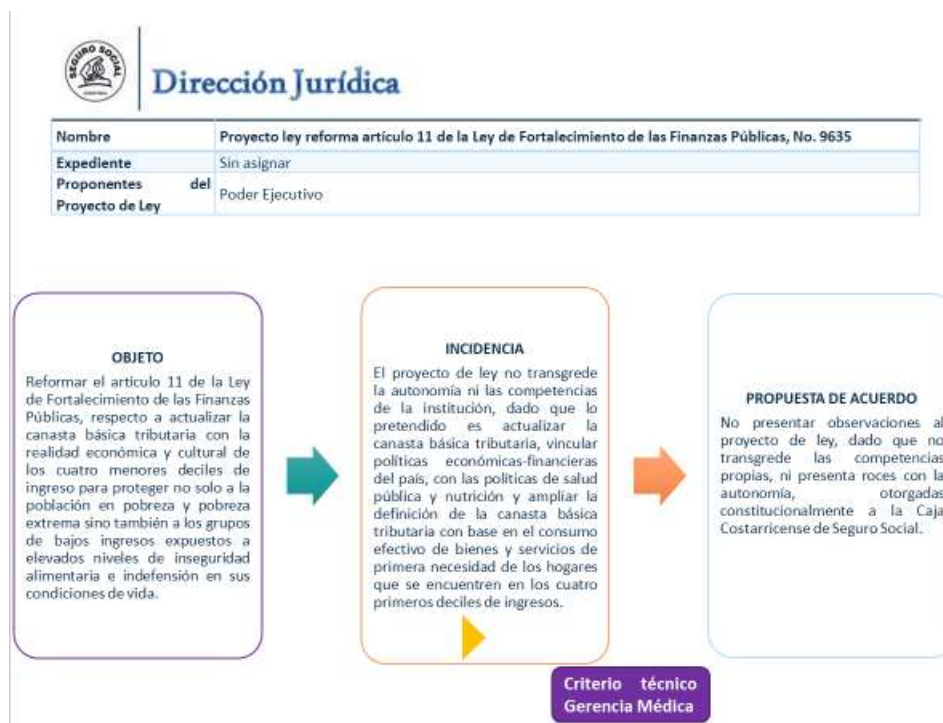 SEGURO SOCIAL
Dirección Jurídica
Nombre Proyecto ley reforma artículo 11 de la Ley de Fortalecimiento de las Finanzas Públicas, No. 9635
Expediente Sin asignar
Proponentes del
Proyecto de Ley
Poder Ejecutivo
OBJETO
Reformar el artículo 11 de la Ley
de Fortalecimiento de las Finanzas
Públicas, respecto a actualizar la
canasta básica tributaria con la
realidad económica y cultural de
los cuatro menores deciles de
ingreso para proteger no solo a la
población en pobreza y pobreza
extrema sino también a los grupos
de bajos ingresos expuestos a
elevados niveles de inseguridad
alimentaria e indefensión en sus
condiciones de vida.
INCIDENCIA
El proyecto de ley no transgrede
la autonomía ni las competencias
de la institución, dado que lo
pretendido es actualizar la
canasta básica tributaria, vincular
políticas económicas-financieras
del país, con las políticas de salud
pública y nutrición y ampliar la
definición de la canasta básica
tributaria con base en el consumo
efectivo de bienes y servicios de
primera necesidad de los hogares
que se encuentren en los cuatro
primeros deciles de ingresos.
PROPUESTA DE ACUERDO
No presentar observaciones al
proyecto de ley, dado que no
transgrede las competencias
propias, ni presenta roces con la
autonomía, otorgadas
constitucionalmente a la Caja
Costarricense de Seguro Social.
Criterio técnico
Gerencia Médica